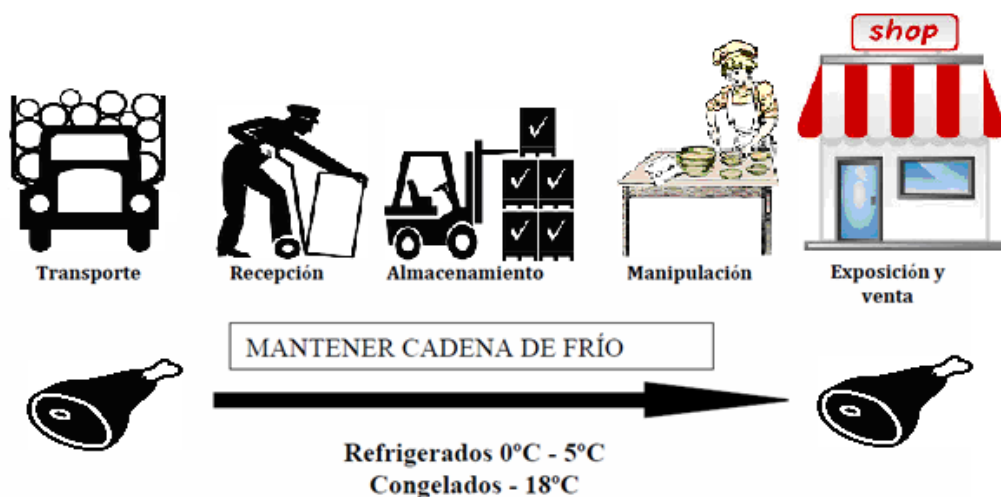 shop
Transporte
Recepción
Almacenamiento
Manipulación
Exposición y
venta
MANTENER CADENA DE FRÍO
Refrigerados 0ºC - 5ºC
Congelados - 18ºC